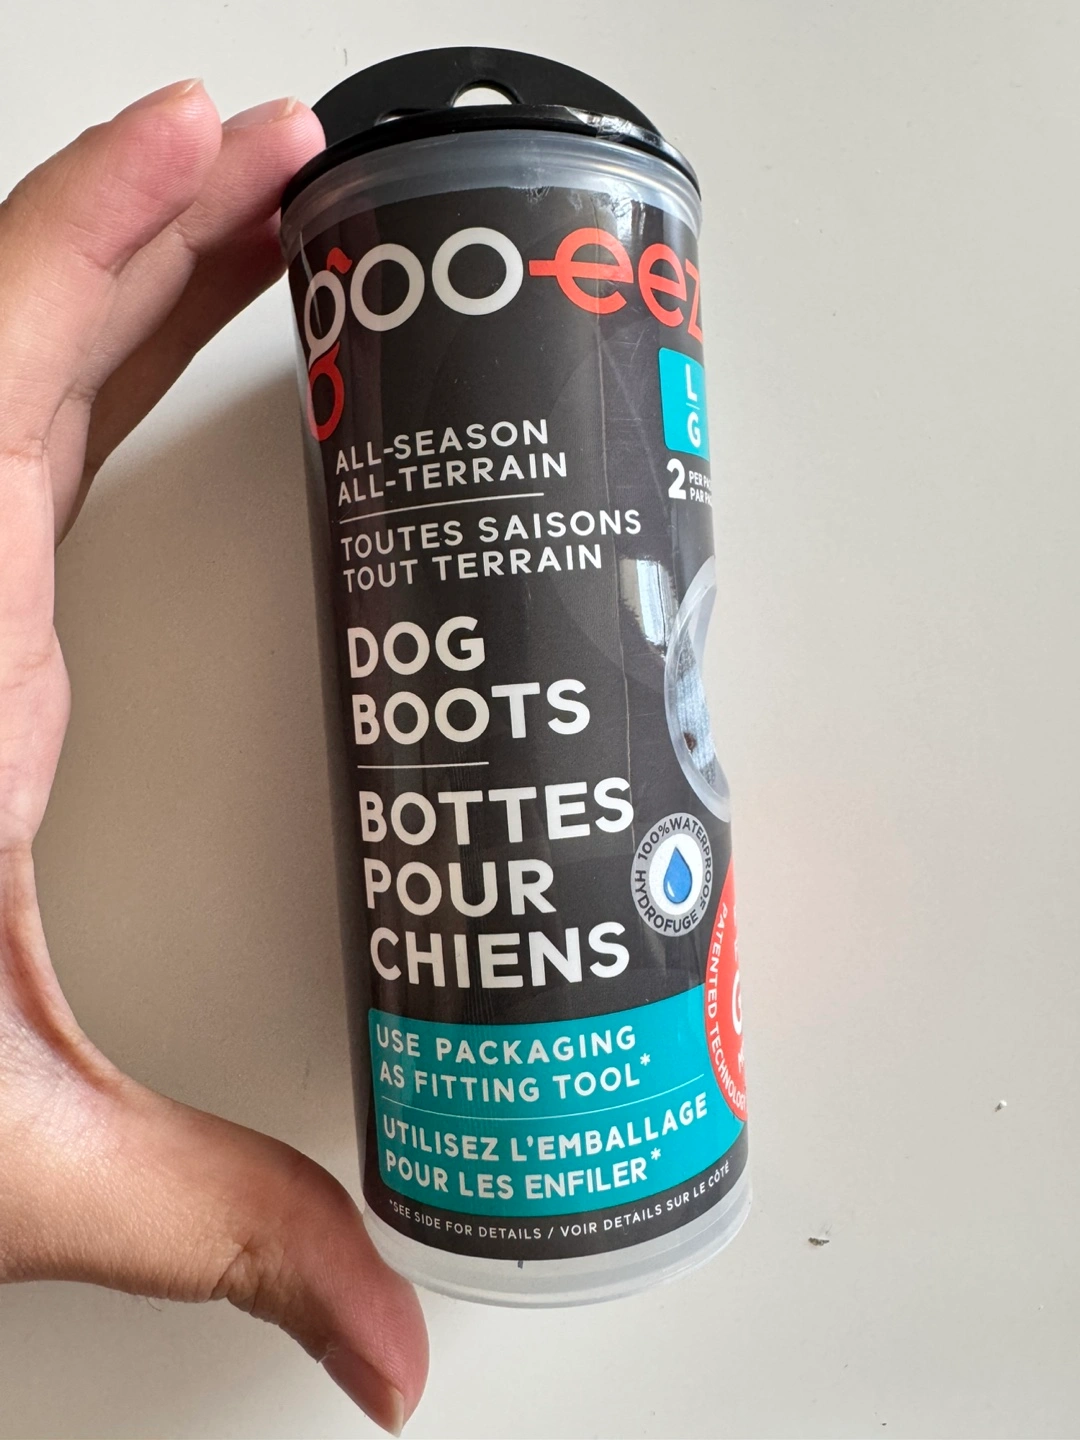 goo-eez
L
G
2 PER
PAR
ALL-SEASON
ALL-TERRAIN
TOUTES SAISONS
TOUT TERRAIN
DOG
BOOTS
BOTTES
POUR
CHIENS
100% WATERPROOF
HYDROFUGE
PATENTED TECHNOLOGY
USE PACKAGING
AS FITTING TOOL*
UTILISEZ L'EMBALLAGE
POUR LES ENFILER*
*SEE SIDE FOR DETAILS / VOIR DETAILS SUR LE CÔTÉ